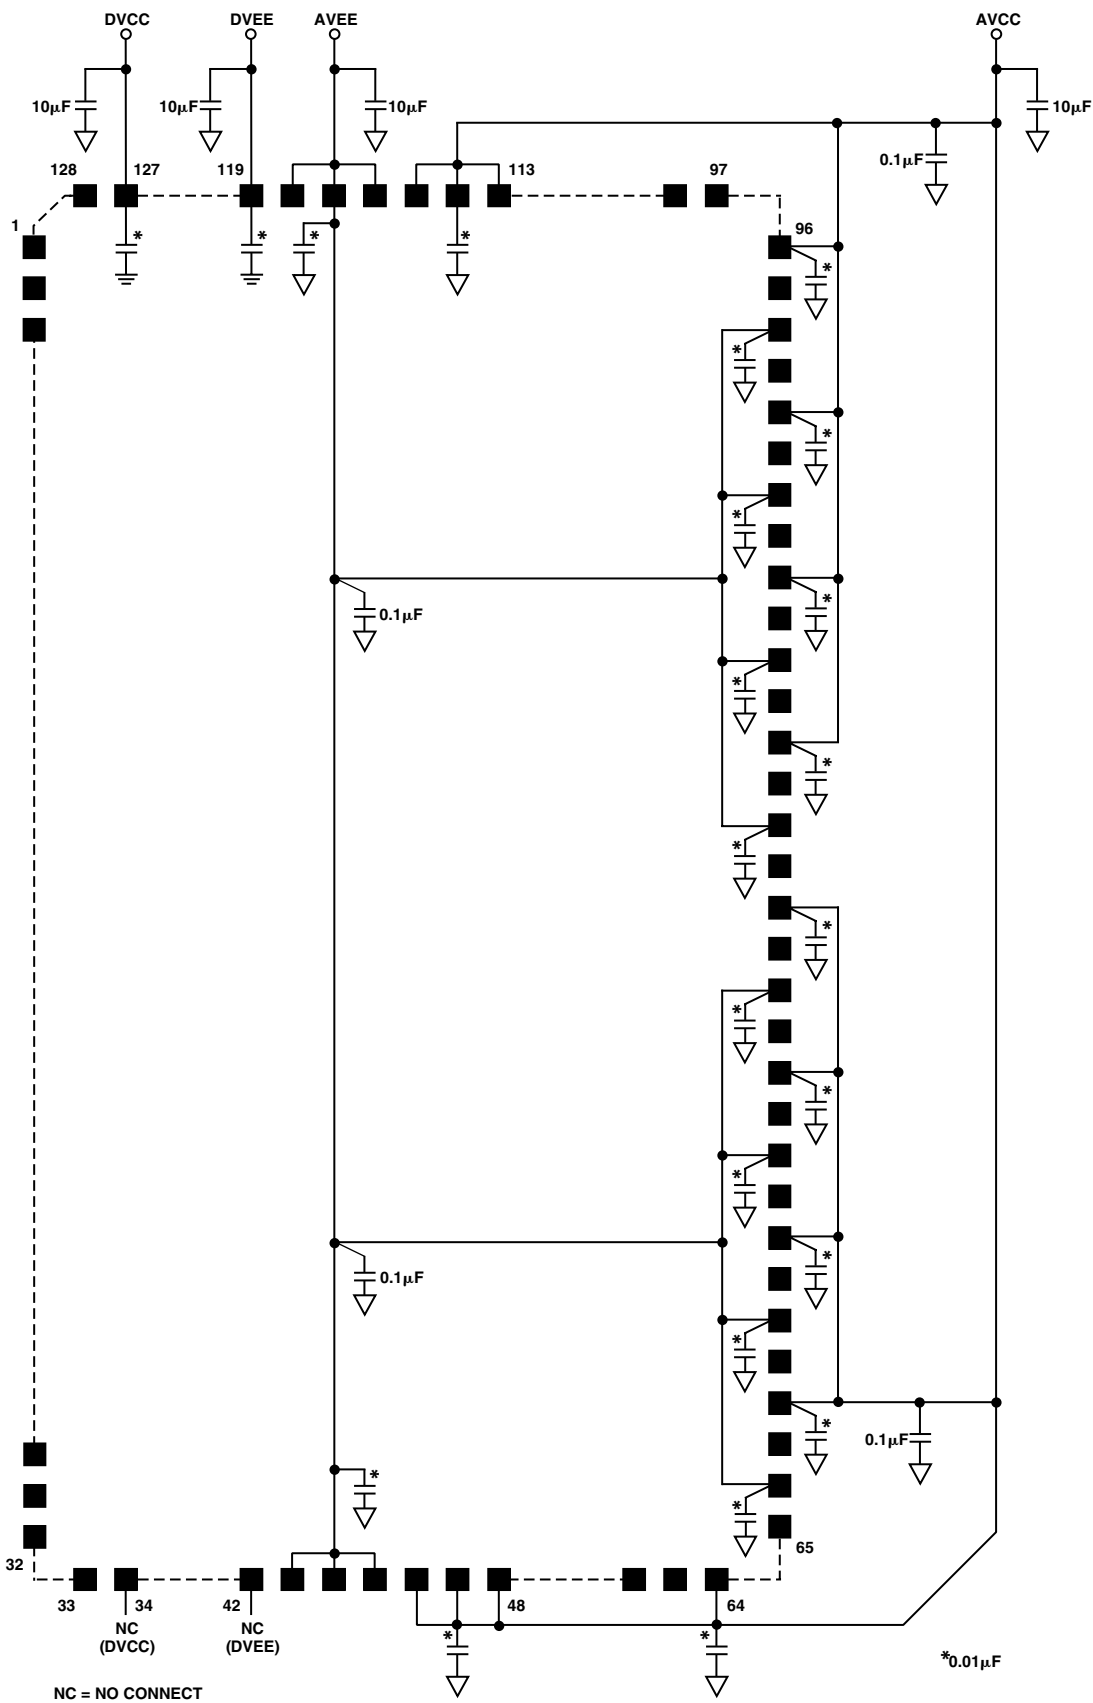 DVCC
DVEE
AVEE
AVCC
10μF
10μF
10μF
10μF
0.1μF
128
127
119
113
97
1
*
*
*
*
96
*
*
*
*
*
0.1μF
*
*
*
*
*
*
*
*
0.1μF
*
*
*
0.1μF
*
*
32
65
33
34
42
48
64
NC
(DVCC)
NC
(DVEE)
*
*
*0.01μF
NC = NO CONNECT